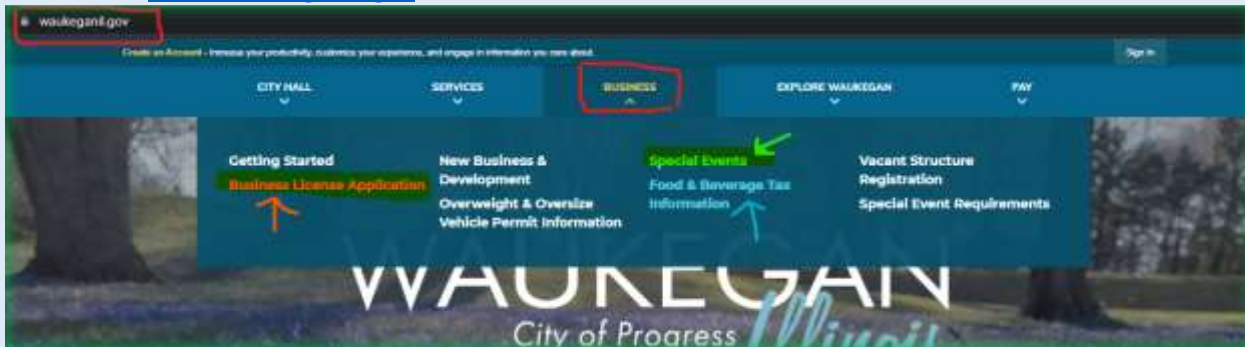 waukeganil.gov
Create an Account - Increase your productivity, customize your experience, and engage in information you care about.
Sign In
CITY HALL
SERVICES
BUSINESS
EXPLORE WAUKEGAN
PAY
Getting Started
Business License Application
New Business &
Development
Overweight & Oversize
Vehicle Permit Information
Special Events
Food & Beverage Tax
Information
Vacant Structure
Registration
Special Event Requirements
WAUKEGAN
City of Progress Illinois